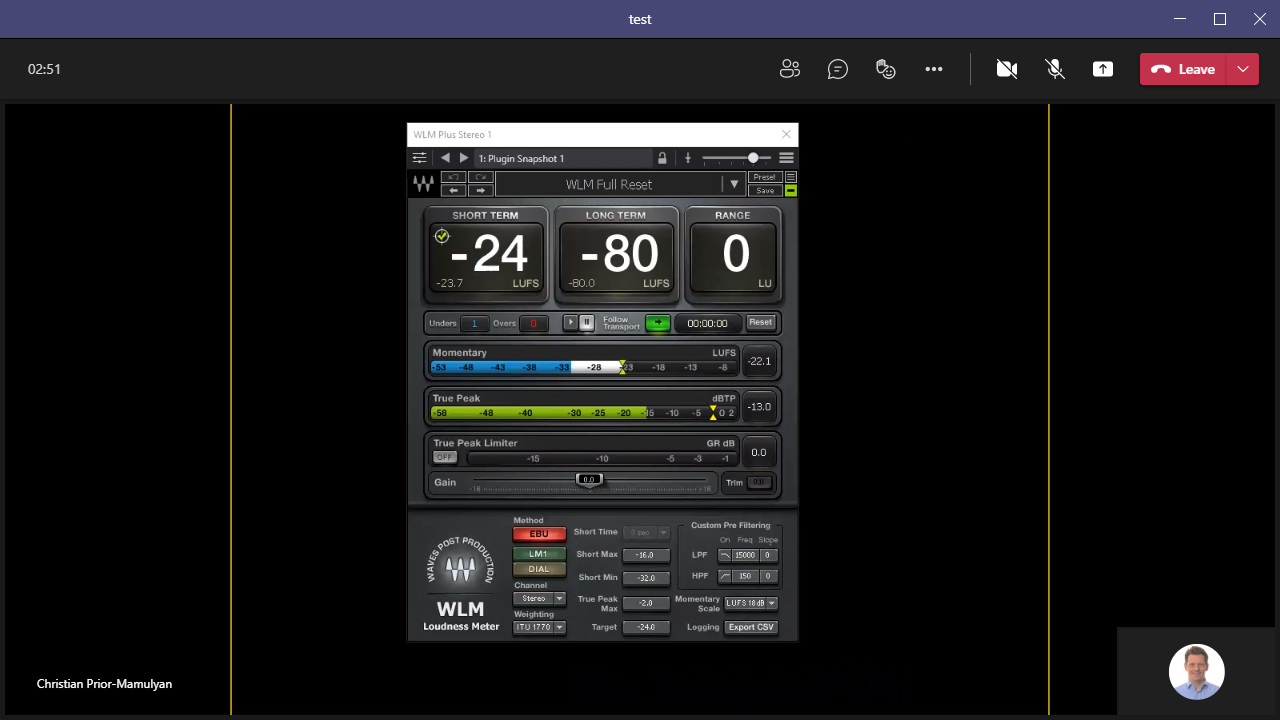 test
02:51
Leave
WLM Plus Stereo 1
1: Plugin Snapshot 1
WLM Full Reset
Preset
Save
SHORT TERM
-24
-23.7 LUFS
LONG TERM
-80
-80.0 LUFS
RANGE
0
LU
Unders 1 Overs 0 Follow Transport 00:00:00 Reset
Momentary LUFS
-53 -48 -43 -38 -33 -28 -23 -18 -13 -8
-22.1
True Peak dBTP
-58 -48 -40 -30 -25 -20 -15 -10 -5 0 2
-13.0
True Peak Limiter GR dB
OFF -15 -10 -5 -3 -1
0.0
Gain -18 0.0 +18 Trim 0.0
WAVES POST PRODUCTION
WLM
Loudness Meter
Method
EBU
LM1
DIAL
Channel
Stereo
Weighting
ITU 1770
Short Time 3 sec
Short Max -16.0
Short Min -32.0
True Peak Max -2.0
Target -24.0
Custom Pre Filtering
On Freq Slope
LPF 15000 0
HPF 150 0
Momentary Scale LUFS 18 dB
Logging Export CSV
Christian Prior-Mamulyan